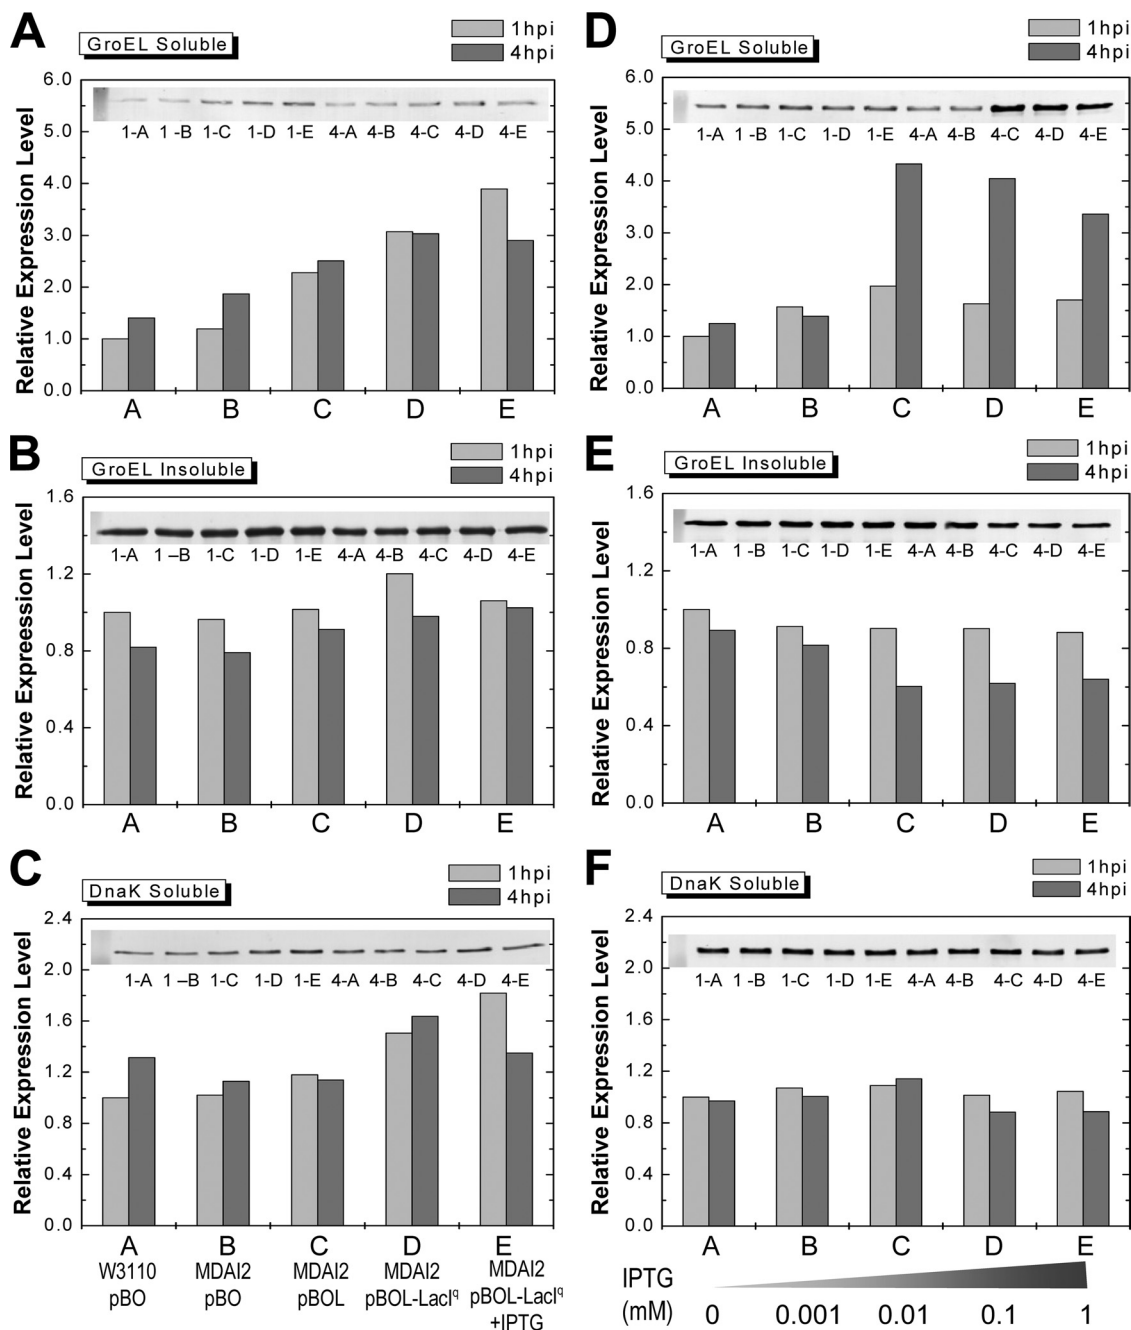 A
GroEL Soluble
1hpi
4hpi
Relative Expression Level
6.0
5.0
4.0
3.0
2.0
1.0
0.0
1-A 1-B 1-C 1-D 1-E 4-A 4-B 4-C 4-D 4-E
A B C D E
D
GroEL Soluble
1hpi
4hpi
Relative Expression Level
6.0
5.0
4.0
3.0
2.0
1.0
0.0
1-A 1-B 1-C 1-D 1-E 4-A 4-B 4-C 4-D 4-E
A B C D E
B
GroEL Insoluble
1hpi
4hpi
Relative Expression Level
1.6
1.2
0.8
0.4
0.0
1-A 1–B 1-C 1-D 1-E 4-A 4-B 4-C 4-D 4-E
A B C D E
E
GroEL Insoluble
1hpi
4hpi
Relative Expression Level
1.6
1.2
0.8
0.4
0.0
1-A 1-B 1-C 1-D 1-E 4-A 4-B 4-C 4-D 4-E
A B C D E
C
DnaK Soluble
1hpi
4hpi
Relative Expression Level
2.4
2.0
1.6
1.2
0.8
0.4
0.0
1-A 1–B 1-C 1-D 1-E 4-A 4-B 4-C 4-D 4-E
A B C D E
W3110 MDAI2 MDAI2 MDAI2 MDAI2
pBO pBO pBOL pBOL-LacIq pBOL-LacIq
+IPTG
F
DnaK Soluble
1hpi
4hpi
Relative Expression Level
2.4
2.0
1.6
1.2
0.8
0.4
0.0
1-A 1-B 1-C 1-D 1-E 4-A 4-B 4-C 4-D 4-E
A B C D E
IPTG
(mM) 0 0.001 0.01 0.1 1